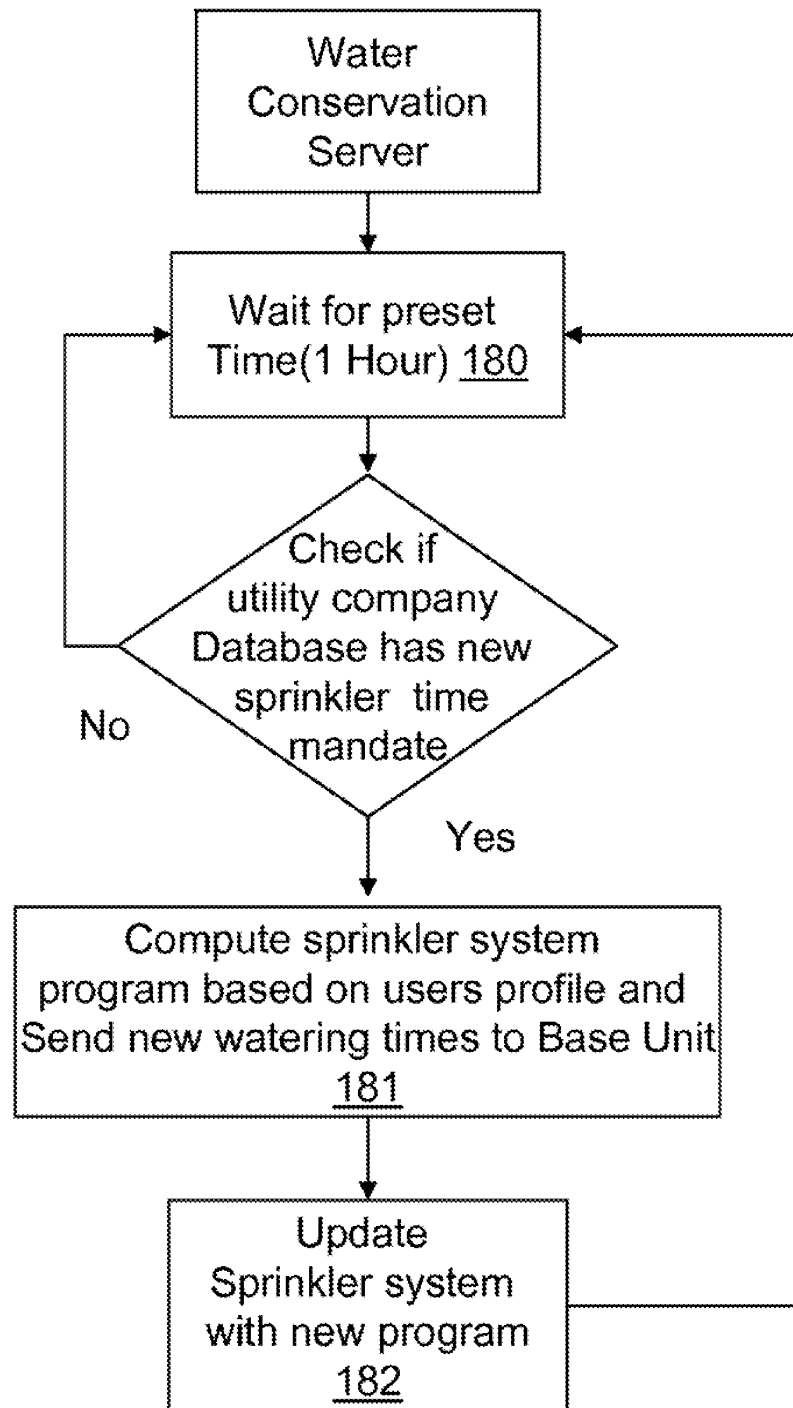 Water
Conservation
Server
Wait for preset
Time(1 Hour) 180
Check if
utility company
Database has new
sprinkler time
mandate
No
Yes
Compute sprinkler system
program based on users profile and
Send new watering times to Base Unit
181
Update
Sprinkler system
with new program
182